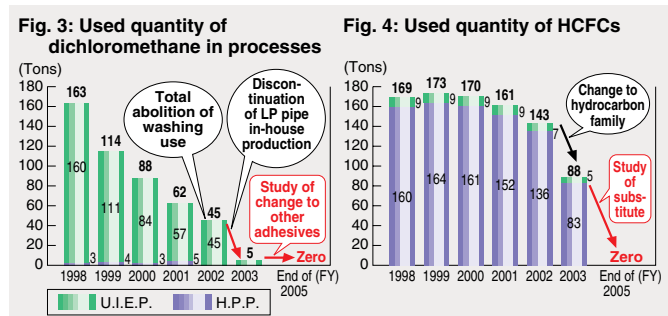 Fig. 3: Used quantity of
dichloromethane in processes
(Tons)
180
160
140
120
100
80
60
40
20
0
163
160
3
114
111
4
88
84
3
62
57
5
45
45
5
Total
abolition of
washing
use
Discon-
tinuation
of LP pipe
in-house
production
Study of
change to
other
adhesives
Zero
1998 1999 2000 2001 2002 2003 End of (FY)
2005
U.I.E.P. H.P.P.
Fig. 4: Used quantity of HCFCs
(Tons)
180
160
140
120
100
80
60
40
20
0
169
9
160
173
9
164
170
9
161
161
9
152
143
7
136
88
5
83
Change to
hydrocarbon
family
Study
of
subs-
titute
Zero
1998 1999 2000 2001 2002 2003 End of (FY)
2005